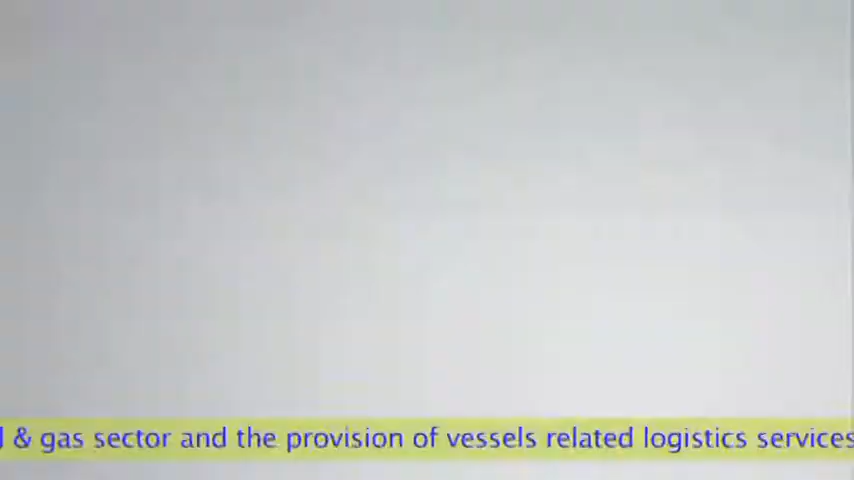 & gas sector and the provision of vessels related logistics services